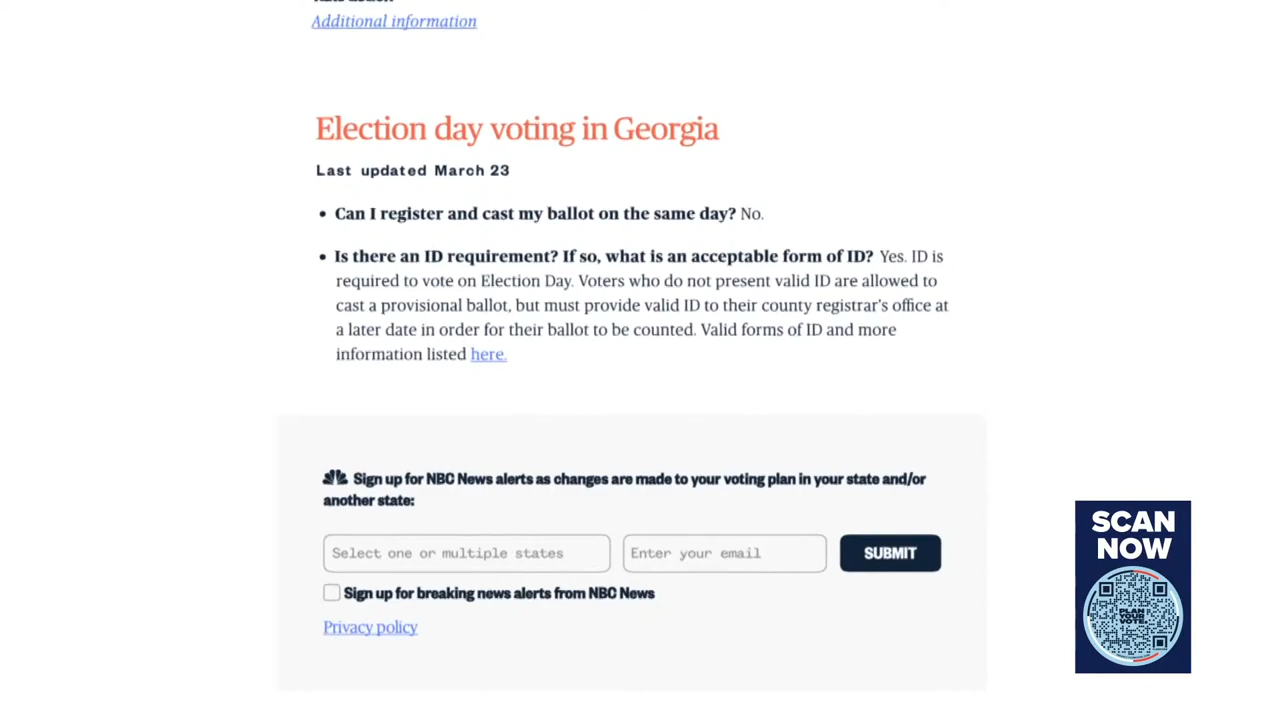 Additional information
Election day voting in Georgia
Last updated March 23
• Can I register and cast my ballot on the same day? No.
• Is there an ID requirement? If so, what is an acceptable form of ID? Yes. ID is
required to vote on Election Day. Voters who do not present valid ID are allowed to
cast a provisional ballot, but must provide valid ID to their county registrar's office at
a later date in order for their ballot to be counted. Valid forms of ID and more
information listed here.
Sign up for NBC News alerts as changes are made to your voting plan in your state and/or
another state:
Select one or multiple states Enter your email SUBMIT
Sign up for breaking news alerts from NBC News
Privacy policy
SCAN
NOW
PLAN
YOUR
VOTE.